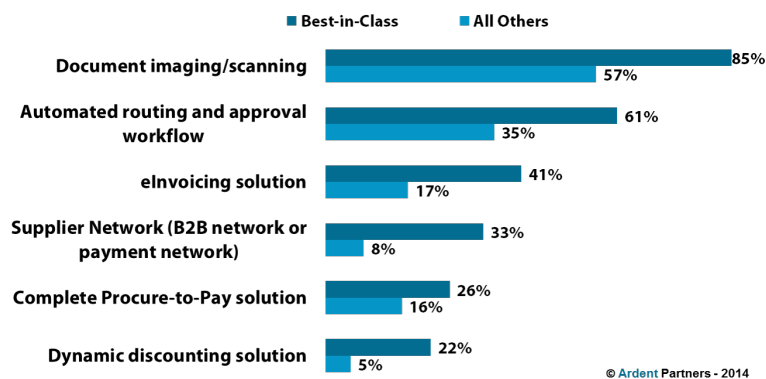 Best-in-Class All Others
Document imaging/scanning
85%
57%
Automated routing and approval
workflow
61%
35%
eInvoicing solution
41%
17%
Supplier Network (B2B network or
payment network)
33%
8%
Complete Procure-to-Pay solution
26%
16%
Dynamic discounting solution
22%
5%
© Ardent Partners - 2014